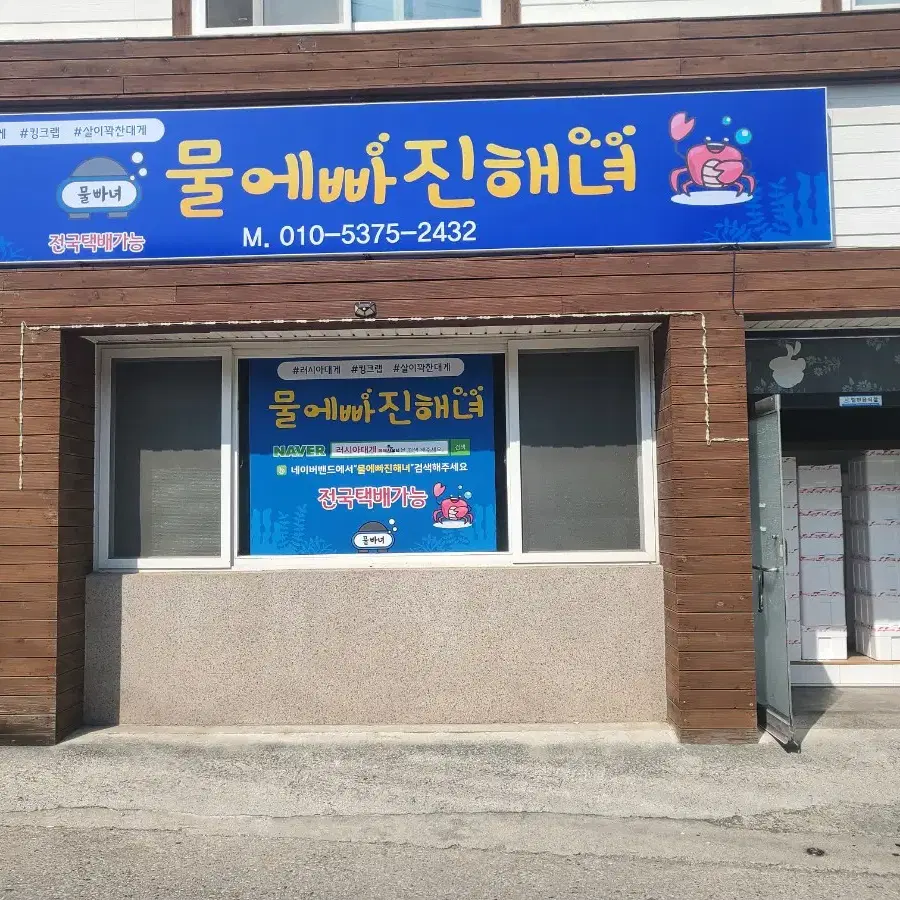 게 #킹크랩 #살이꽉찬대게
물빠녀
전국택배가능
물에빠진해녀
M. 010-5375-2432
#러시아대게 #킹크랩 #살이꽉찬대게
물에빠진해녀
NAVER 러시아대게 검색
네이버밴드에서"물에빠진해녀"검색해주세요
전국택배가능
물빠녀